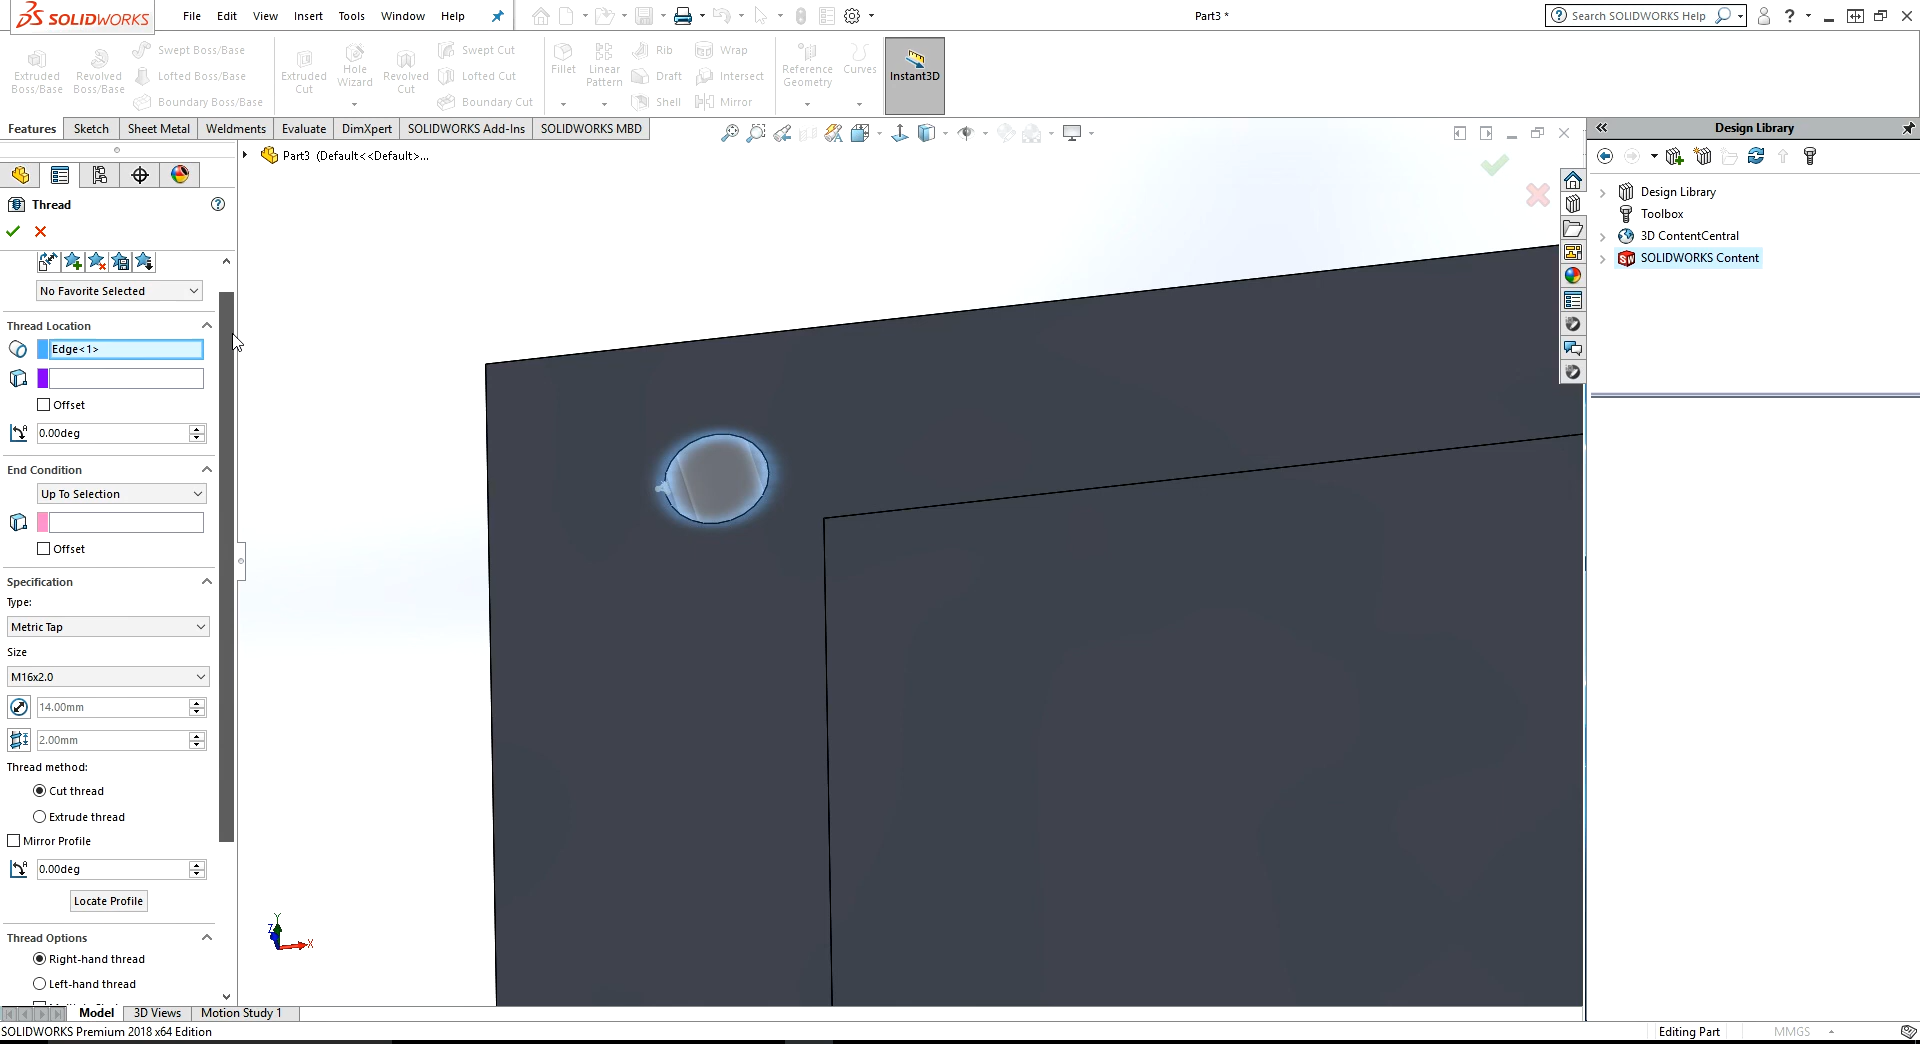 SOLIDWORKS
File Edit View Insert Tools Window Help
Part3 *
Search SOLIDWORKS Help
Extruded Boss/Base
Revolved Boss/Base
Swept Boss/Base
Lofted Boss/Base
Boundary Boss/Base
Extruded Cut
Hole Wizard
Revolved Cut
Swept Cut
Lofted Cut
Boundary Cut
Fillet
Linear Pattern
Rib
Draft
Shell
Wrap
Intersect
Mirror
Reference Geometry
Curves
Instant3D
Features Sketch Sheet Metal Weldments Evaluate DimXpert SOLIDWORKS Add-Ins SOLIDWORKS MBD
Part3 (Default<<Default>...
Thread
No Favorite Selected
Thread Location
Edge<1>
Offset
0.00deg
End Condition
Up To Selection
Offset
Specification
Type:
Metric Tap
Size
M16x2.0
14.00mm
2.00mm
Thread method:
Cut thread
Extrude thread
Mirror Profile
0.00deg
Locate Profile
Thread Options
Right-hand thread
Left-hand thread
Y
Z
X
Design Library
Design Library
Toolbox
3D ContentCentral
SOLIDWORKS Content
Model 3D Views Motion Study 1
SOLIDWORKS Premium 2018 x64 Edition
Editing Part
MMGS